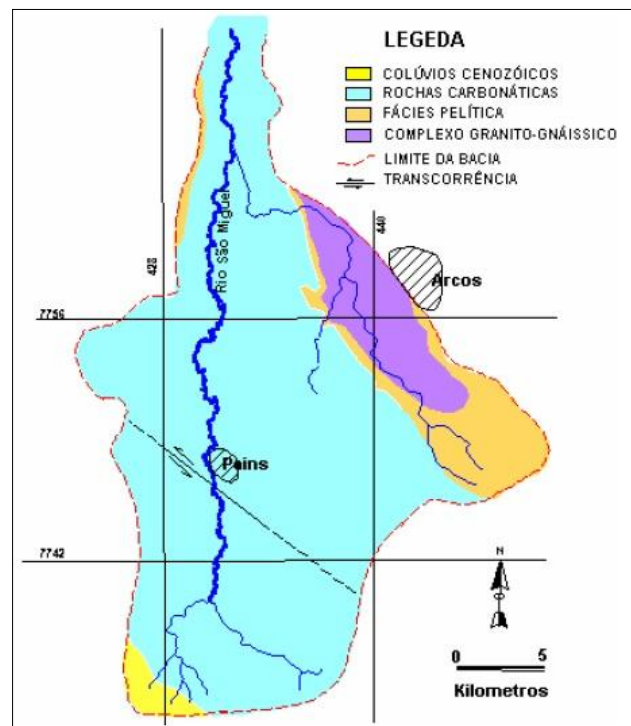 LEGEDA
COLÚVIOS CENOZÓICOS
ROCHAS CARBONÁTICAS
FÁCIES PELÍTICA
COMPLEXO GRANITO-GNÁISSICO
LIMITE DA BACIA
TRANSCORRÊNCIA
Rio São Miguel
428
440
Arcos
7756
Pains
7742
N
0 5
Kilometros